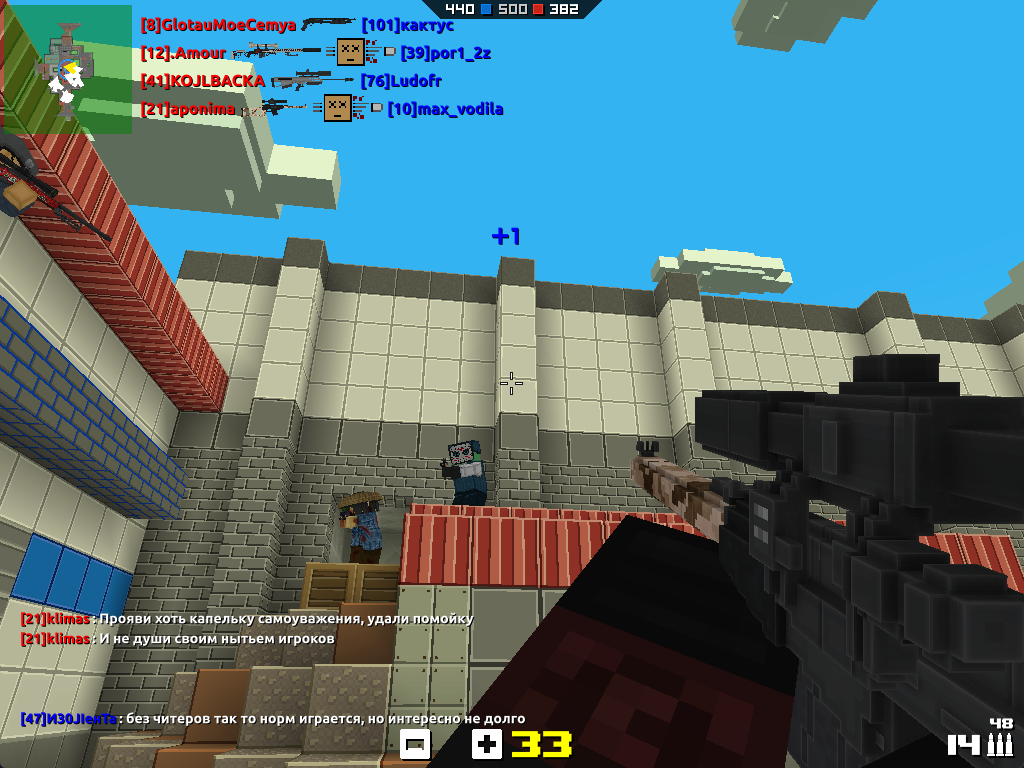 440 500 382
[8]GlotauMoeCemya [101]кактус
[12].Amour [39]por1_2z
[41]KOJLBACKA [76]Ludofr
[21]aponima [10]max_vodila
+1
[21]klimas : Прояви хоть капельку самоуважения, удали помойку
[21]klimas : И не души своим нытьем игроков
[47]И30JIенТа : без читеров так то норм играется, но интересно не долго
33
48
14